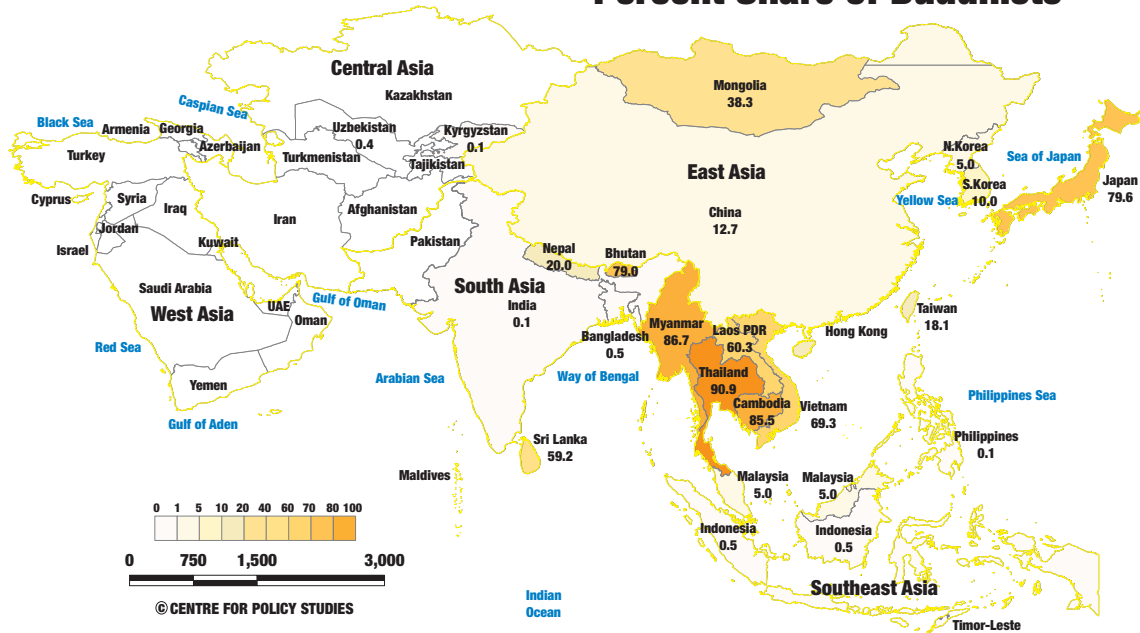 Percent Share of Buddhists
Central Asia
Kazakhstan
Mongolia
38.3
Caspian Sea
Black Sea
Armenia
Georgia
Azerbaijan
Uzbekistan
0.4
Kyrgyzstan
0.1
Turkey
Turkmenistan
Tajikistan
East Asia
N.Korea
5.0
Sea of Japan
S.Korea
10.0
Japan
79.6
Yellow Sea
Cyprus
Syria
Iraq
Iran
Afghanistan
China
12.7
Jordan
Israel
Kuwait
Pakistan
Nepal
20.0
Bhutan
79.0
Saudi Arabia
West Asia
UAE
Oman
Gulf of Oman
South Asia
India
0.1
Bangladesh
0.5
Myanmar
86.7
Laos PDR
60.3
Hong Kong
Taiwan
18.1
Red Sea
Yemen
Gulf of Aden
Arabian Sea
Way of Bengal
Thailand
90.9
Cambodia
85.5
Vietnam
69.3
Philippines Sea
Philippines
0.1
Sri Lanka
59.2
Maldives
Malaysia
5.0
Malaysia
5.0
Indonesia
0.5
Indonesia
0.5
Southeast Asia
Timor-Leste
Indian
Ocean
0 1 5 10 20 40 60 70 80 100
0 750 1,500 3,000
© CENTRE FOR POLICY STUDIES